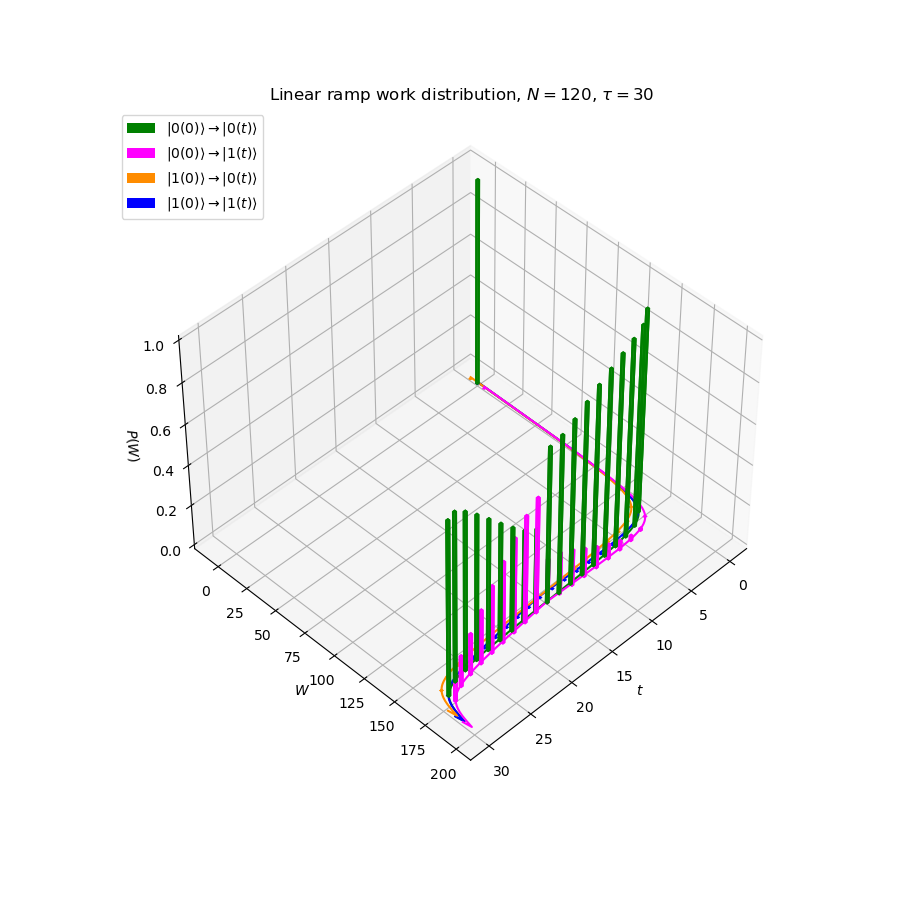 Linear ramp work distribution, $N = 120$, $\tau = 30$
|0(0)⟩ → |0(t)⟩
|0(0)⟩ → |1(t)⟩
|1(0)⟩ → |0(t)⟩
|1(0)⟩ → |1(t)⟩
1.0
0.8
0.6
0.4
0.2
0.0
P(W)
0
25
50
75
100
125
150
175
200
W
0
5
10
15
20
25
30
t